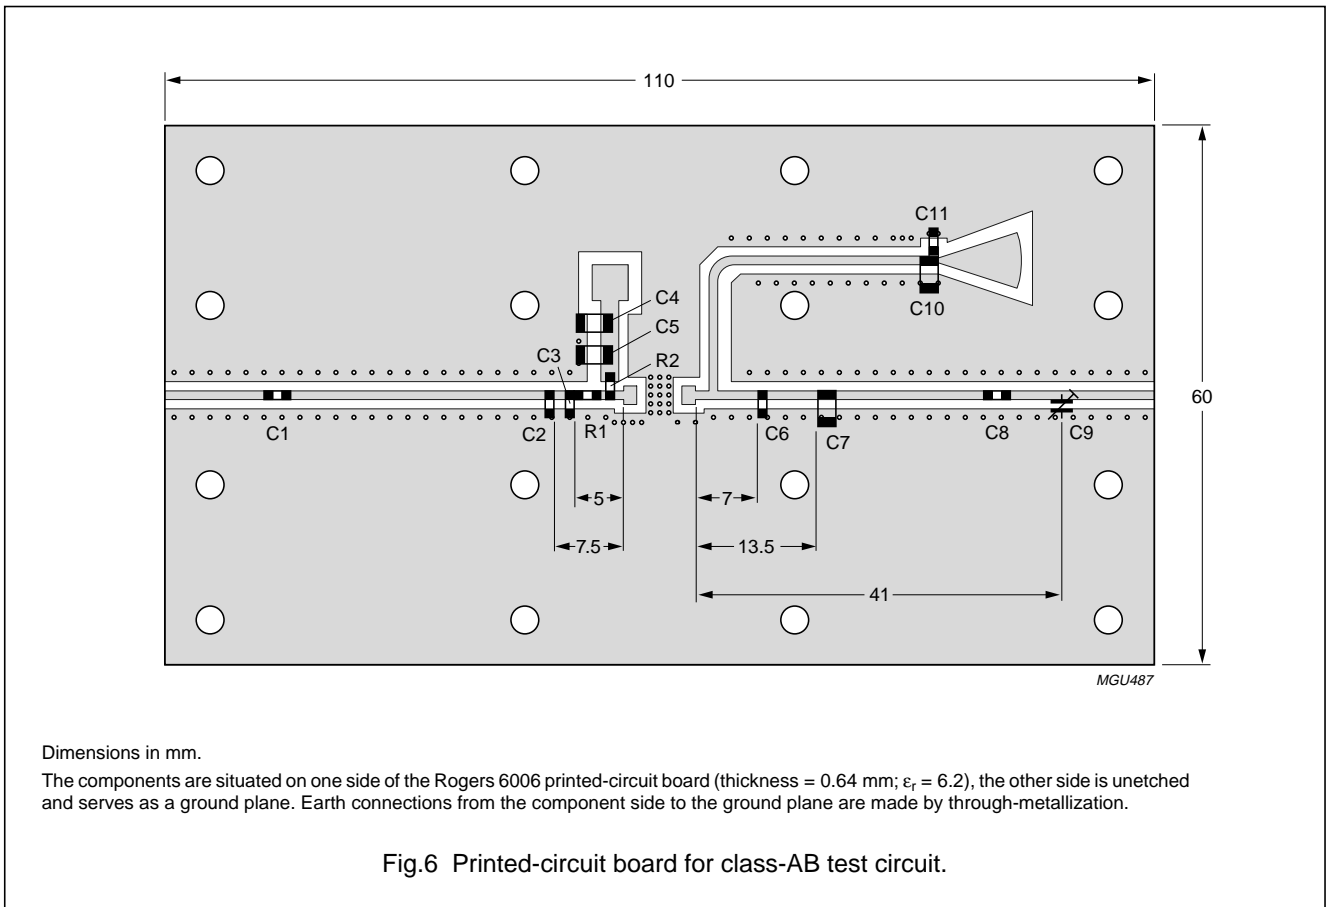 110
C11
C10
C4
C5
C3
R2
60
C1
C2
R1
C6
C7
C8
C9
5
7
7.5
13.5
41
MGU487
Dimensions in mm.
The components are situated on one side of the Rogers 6006 printed-circuit board (thickness = 0.64 mm; εr = 6.2), the other side is unetched
and serves as a ground plane. Earth connections from the component side to the ground plane are made by through-metallization.
Fig.6 Printed-circuit board for class-AB test circuit.